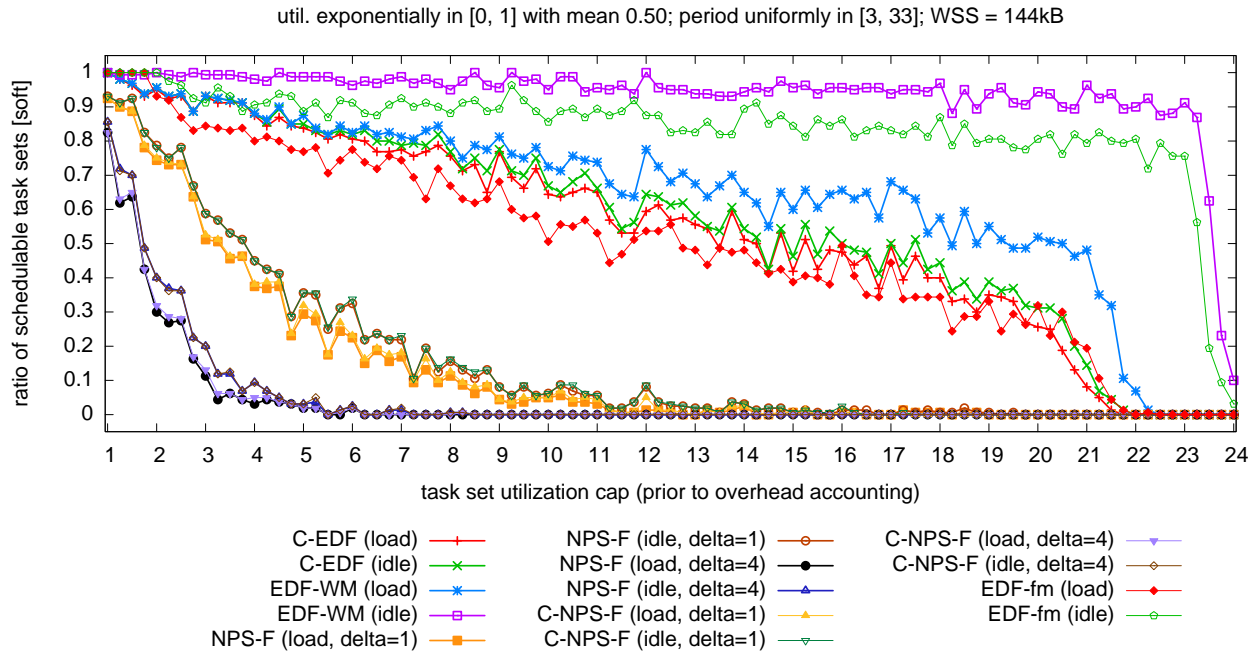 util. exponentially in [0, 1] with mean 0.50; period uniformly in [3, 33]; WSS = 144kB
ratio of schedulable task sets [soft]
1
0.9
0.8
0.7
0.6
0.5
0.4
0.3
0.2
0.1
0
1 2 3 4 5 6 7 8 9 10 11 12 13 14 15 16 17 18 19 20 21 22 23 24
task set utilization cap (prior to overhead accounting)
C-EDF (load)
C-EDF (idle)
EDF-WM (load)
EDF-WM (idle)
NPS-F (load, delta=1)
NPS-F (idle, delta=1)
NPS-F (load, delta=4)
NPS-F (idle, delta=4)
C-NPS-F (load, delta=1)
C-NPS-F (idle, delta=1)
C-NPS-F (load, delta=4)
C-NPS-F (idle, delta=4)
EDF-fm (load)
EDF-fm (idle)